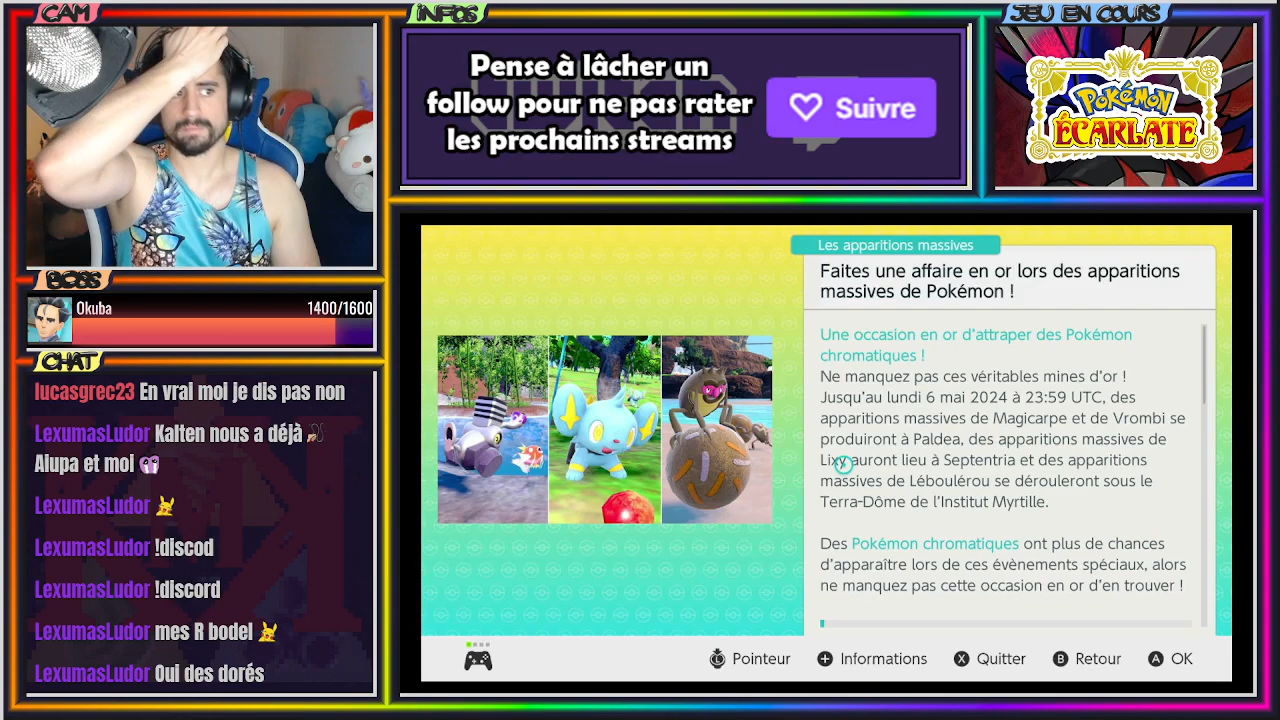 CAM
INFOS
JEU EN COURS
Pense à lâcher un
follow pour ne pas rater
les prochains streams
Suivre
POKÉMON
ÉCARLATE
BOSS
Okuba 1400/1600
CHAT
lucasgrec23 En vrai moi je dis pas non
LexumasLudor Kalten nous a déjà
Alupa et moi
LexumasLudor
LexumasLudor !discod
LexumasLudor !discord
LexumasLudor mes R bodel
LexumasLudor Oui des dorés
Les apparitions massives
Faites une affaire en or lors des apparitions
massives de Pokémon !
Une occasion en or d'attraper des Pokémon
chromatiques !
Ne manquez pas ces véritables mines d'or !
Jusqu'au lundi 6 mai 2024 à 23:59 UTC, des
apparitions massives de Magicarpe et de Vrombi se
produiront à Paldea, des apparitions massives de
Lixy auront lieu à Septentria et des apparitions
massives de Léboulérou se dérouleront sous le
Terra-Dôme de l'Institut Myrtille.
Des Pokémon chromatiques ont plus de chances
d'apparaître lors de ces évènements spéciaux, alors
ne manquez pas cette occasion en or d'en trouver !
L Pointeur + Informations X Quitter B Retour A OK